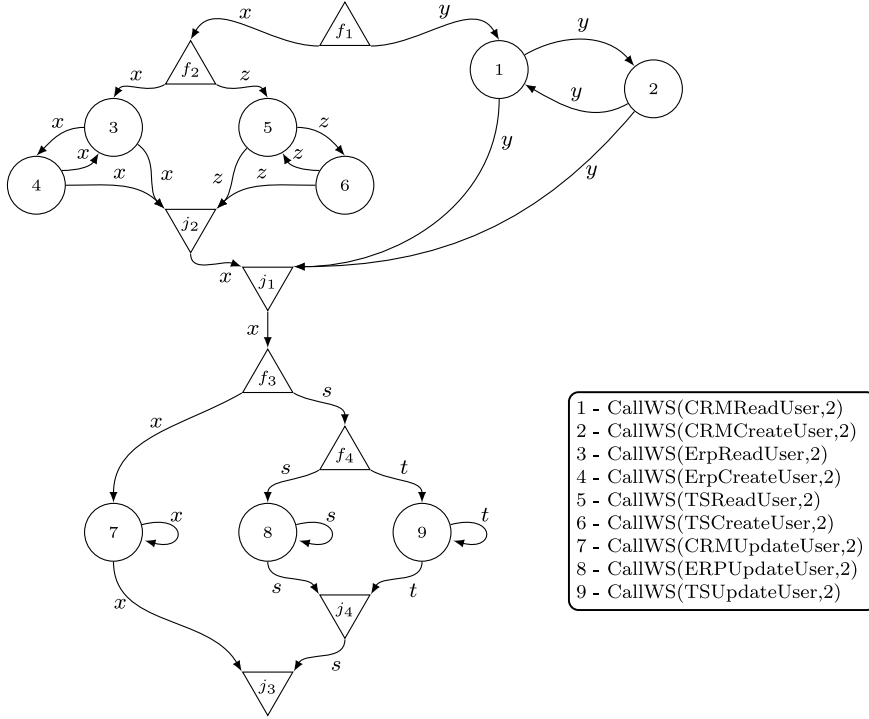 x
f1
y
f2
y
x
z
1
2
y
x
3
5
z
x
z
y
4
x
x
z
z
6
y
j2
x
j1
x
f3
s
x
f4
s
t
7
x
8
s
9
t
s
t
x
j4
s
j3
1 - CallWS(CRMReadUser,2)
2 - CallWS(CRMCreateUser,2)
3 - CallWS(ErpReadUser,2)
4 - CallWS(ErpCreateUser,2)
5 - CallWS(TSReadUser,2)
6 - CallWS(TSCreateUser,2)
7 - CallWS(CRMUpdateUser,2)
8 - CallWS(ERPUpdateUser,2)
9 - CallWS(TSUpdateUser,2)